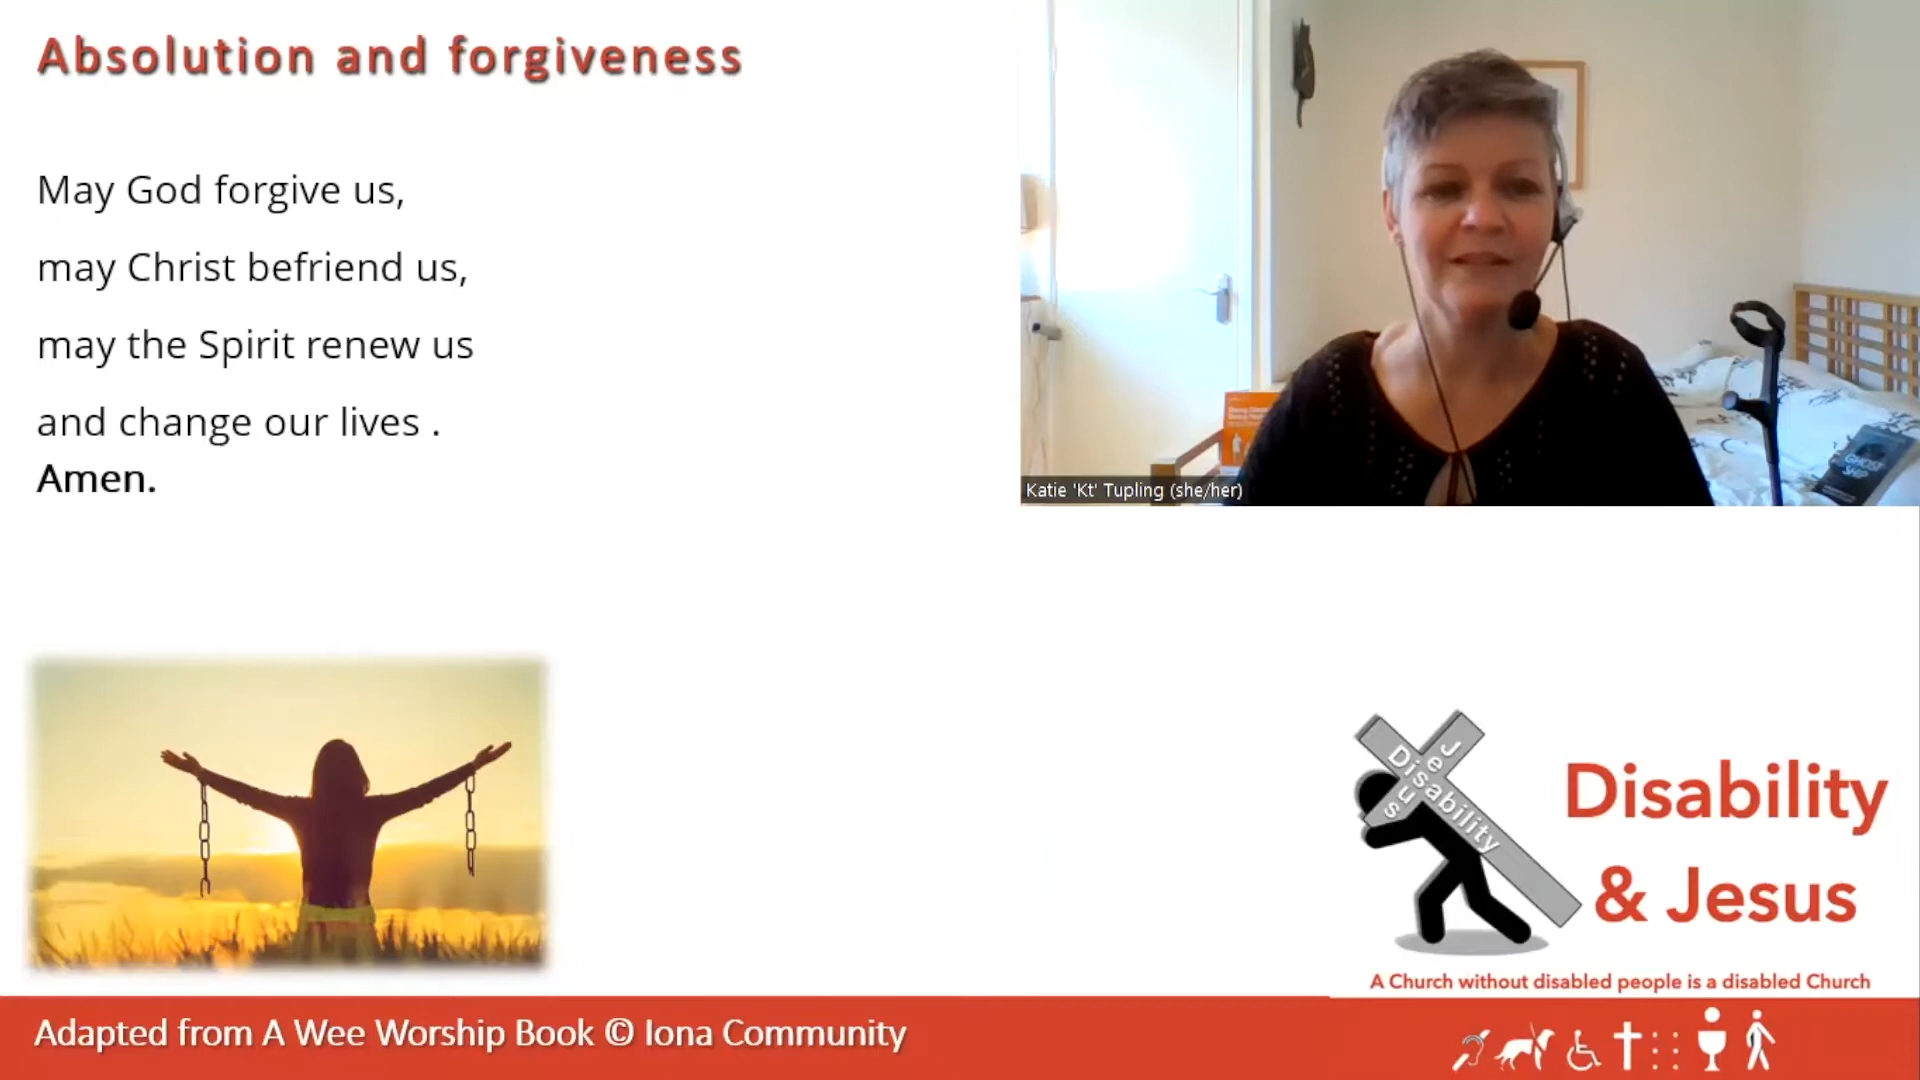 Absolution and forgiveness
May God forgive us,
may Christ befriend us,
may the Spirit renew us
and change our lives .
Amen.
Katie 'Kt' Tupling (she/her)
GHOST
SHIP
Jesus
Disability
Disability
& Jesus
A Church without disabled people is a disabled Church
Adapted from A Wee Worship Book © Iona Community